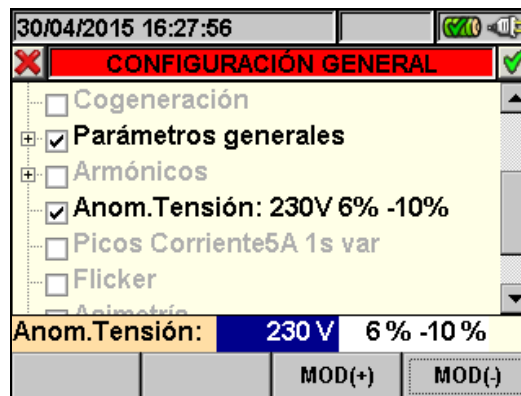 30/04/2015 16:27:56
CONFIGURACIÓN GENERAL
Cogeneración
Parámetros generales
Armónicos
Anom.Tensión: 230V 6% -10%
Picos Corriente5A 1s var
Flicker
Asimetría
Anom.Tensión: 230 V 6% -10%
MOD(+) MOD(-)